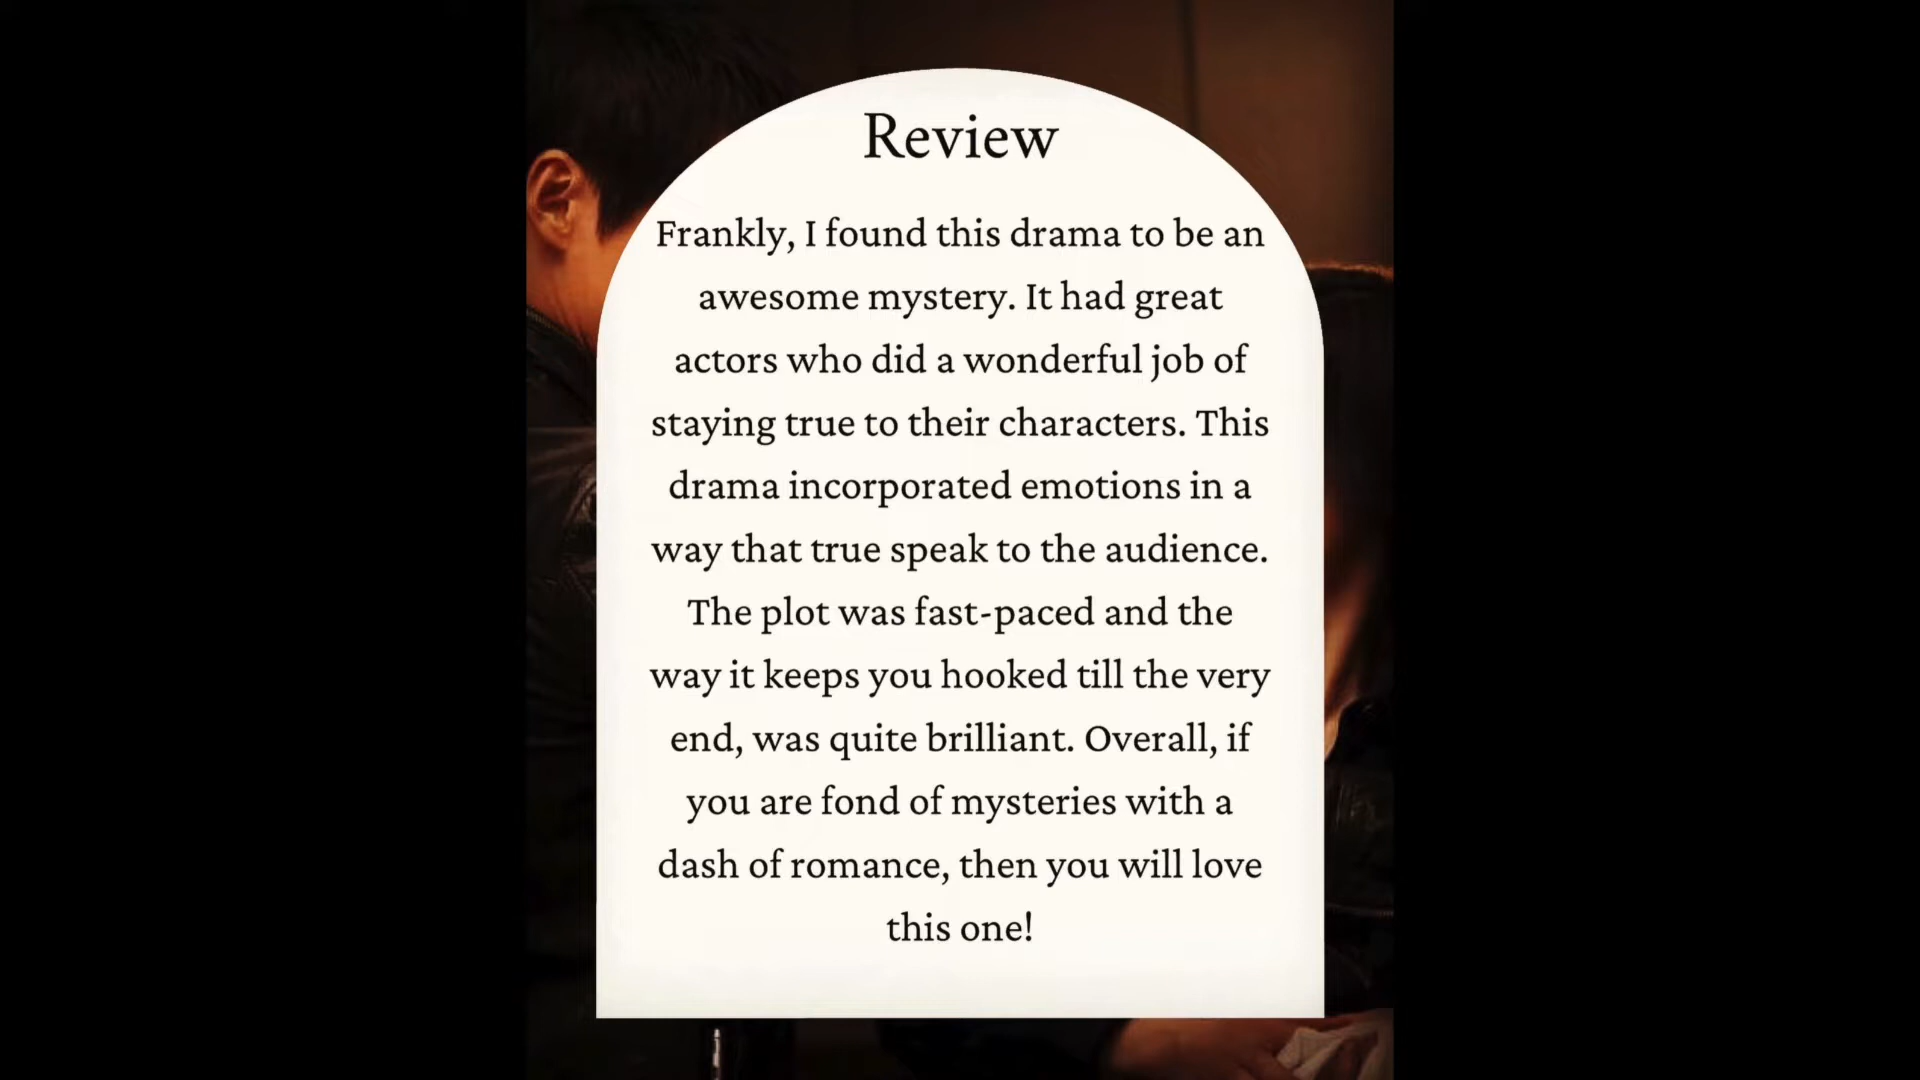 Review
Frankly, I found this drama to be an
awesome mystery. It had great
actors who did a wonderful job of
staying true to their characters. This
drama incorporated emotions in a
way that true speak to the audience.
The plot was fast-paced and the
way it keeps you hooked till the very
end, was quite brilliant. Overall, if
you are fond of mysteries with a
dash of romance, then you will love
this one!